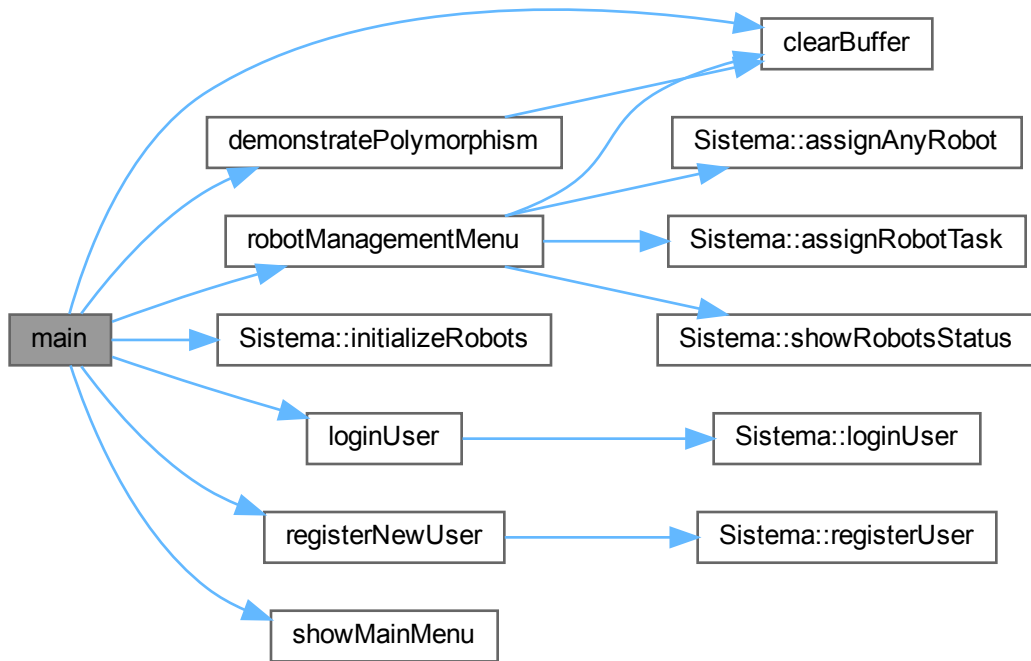 clearBuffer
demonstratePolymorphism
Sistema::assignAnyRobot
robotManagementMenu
Sistema::assignRobotTask
main
Sistema::initializeRobots
Sistema::showRobotsStatus
loginUser
Sistema::loginUser
registerNewUser
Sistema::registerUser
showMainMenu